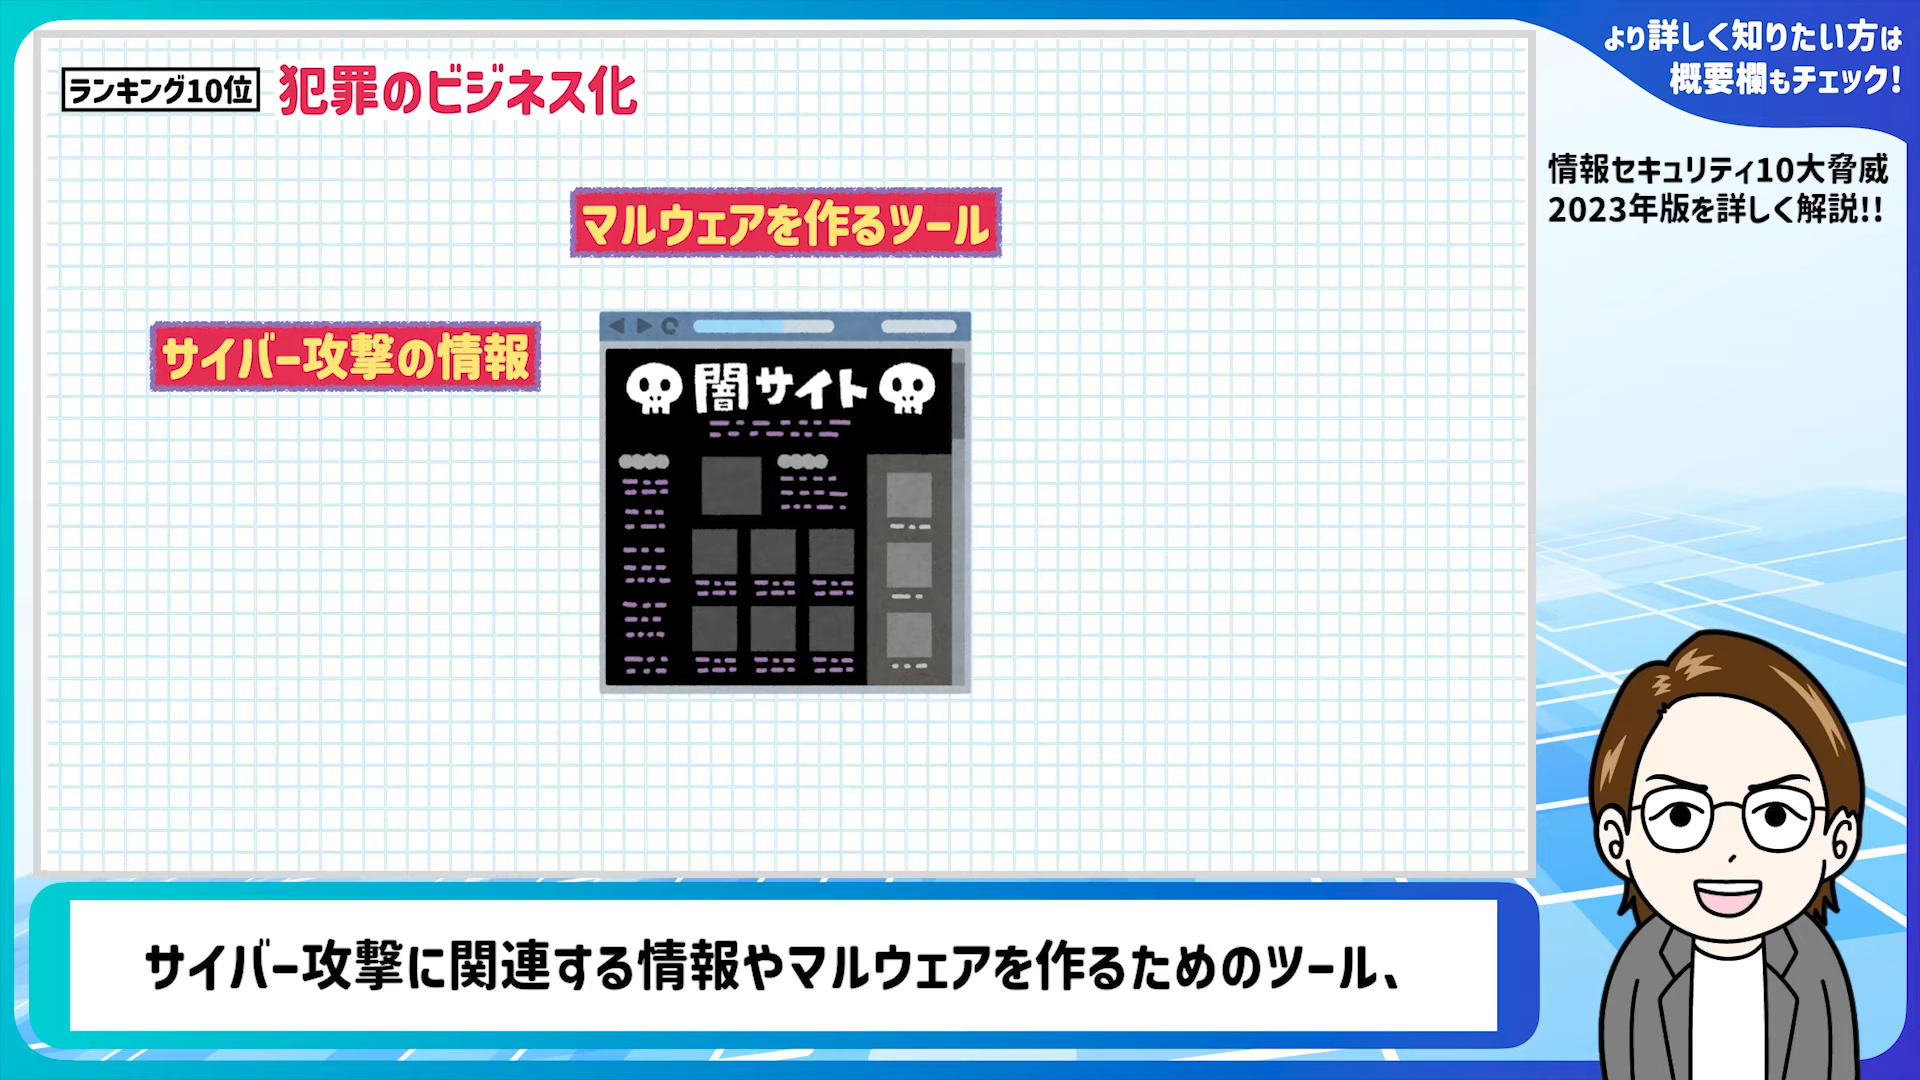 ランキング10位 犯罪のビジネス化
より詳しく知りたい方は
概要欄もチェック!
情報セキュリティ10大脅威
2023年版を詳しく解説!!
マルウェアを作るツール
サイバー攻撃の情報
闇サイト
サイバー攻撃に関連する情報やマルウェアを作るためのツール、